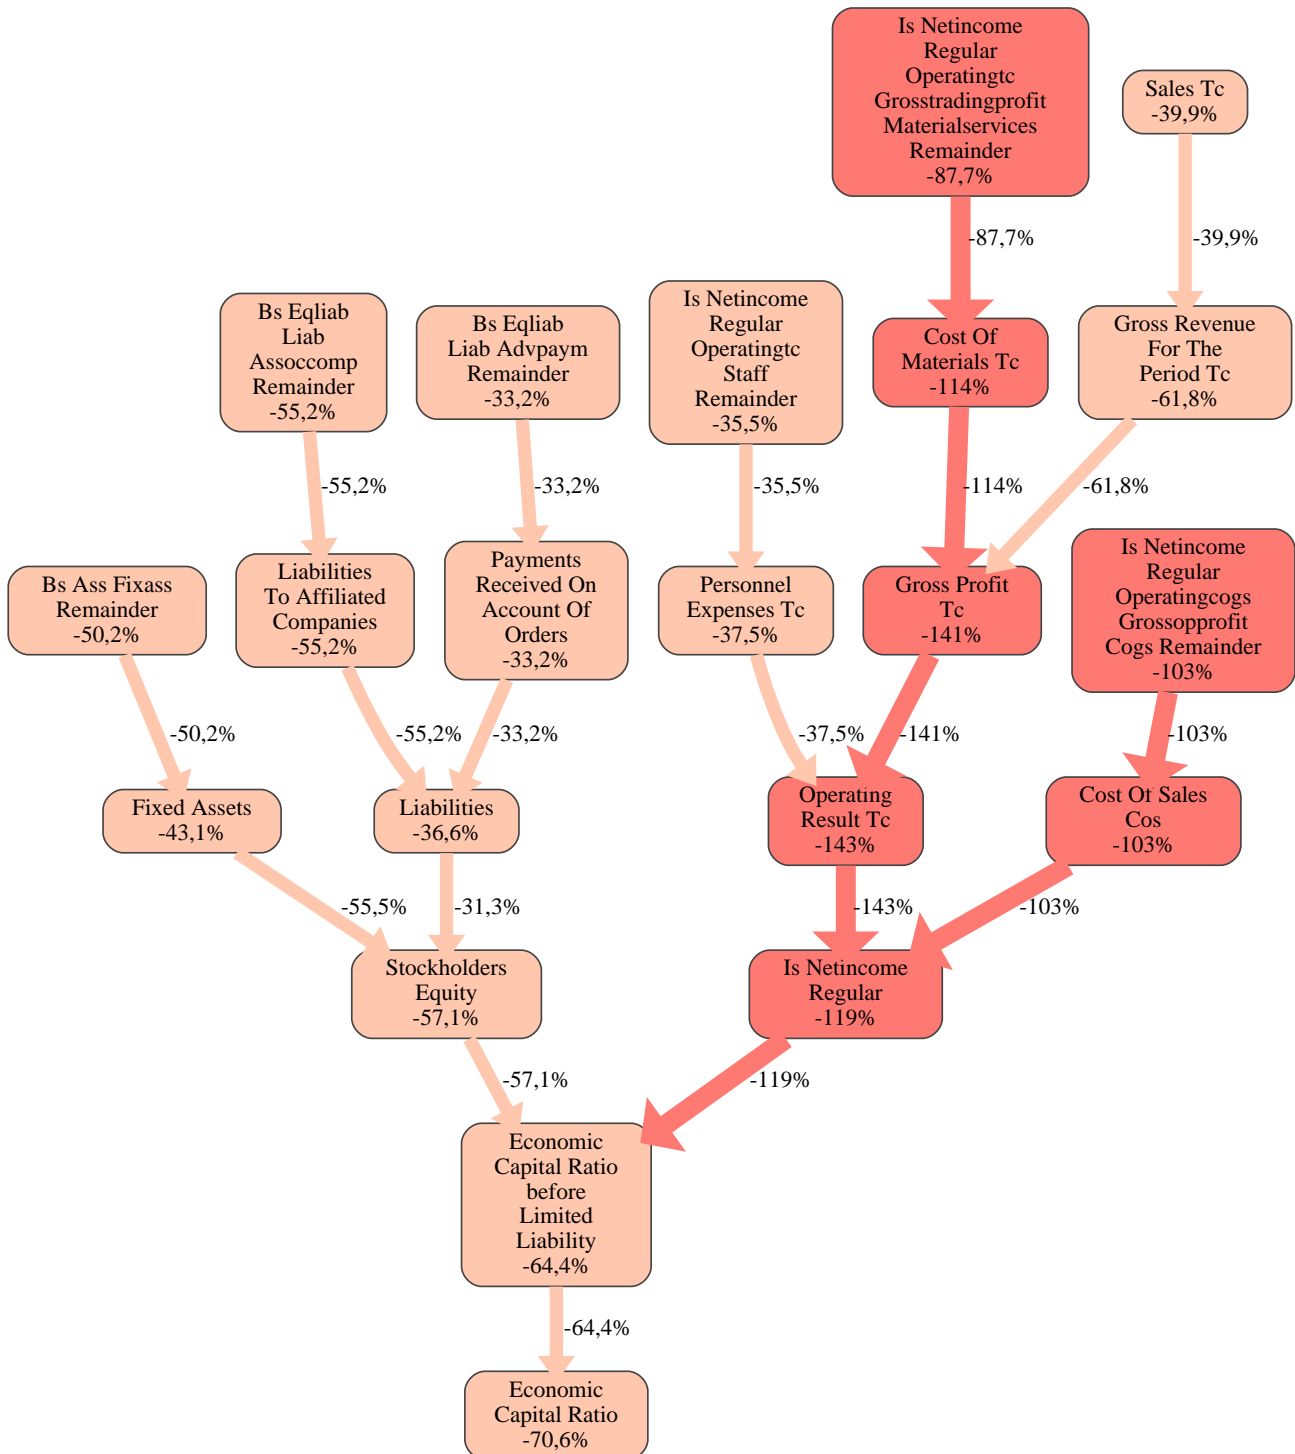 Is Netincome
Regular
Operatingtc
Grosstradingprofit
Materialservices
Remainder
-87,7%
Sales Tc
-39,9%
-87,7%
-39,9%
Bs Eqliab
Liab
Assoccomp
Remainder
-55,2%
Bs Eqliab
Liab Advpaym
Remainder
-33,2%
Is Netincome
Regular
Operatingtc
Staff
Remainder
-35,5%
Cost Of
Materials Tc
-114%
Gross Revenue
For The
Period Tc
-61,8%
-55,2%
-33,2%
-35,5%
-114%
-61,8%
Bs Ass Fixass
Remainder
-50,2%
Liabilities
To Affiliated
Companies
-55,2%
Payments
Received On
Account Of
Orders
-33,2%
Personnel
Expenses Tc
-37,5%
Gross Profit
Tc
-141%
Is Netincome
Regular
Operatingcogs
Grossopprofit
Cogs Remainder
-103%
-50,2%
-55,2%
-33,2%
-37,5%
-141%
-103%
Fixed Assets
-43,1%
Liabilities
-36,6%
Operating
Result Tc
-143%
Cost Of Sales
Cos
-103%
-55,5%
-31,3%
-143%
-103%
Stockholders
Equity
-57,1%
Is Netincome
Regular
-119%
-57,1%
-119%
Economic
Capital Ratio
before
Limited
Liability
-64,4%
-64,4%
Economic
Capital Ratio
-70,6%